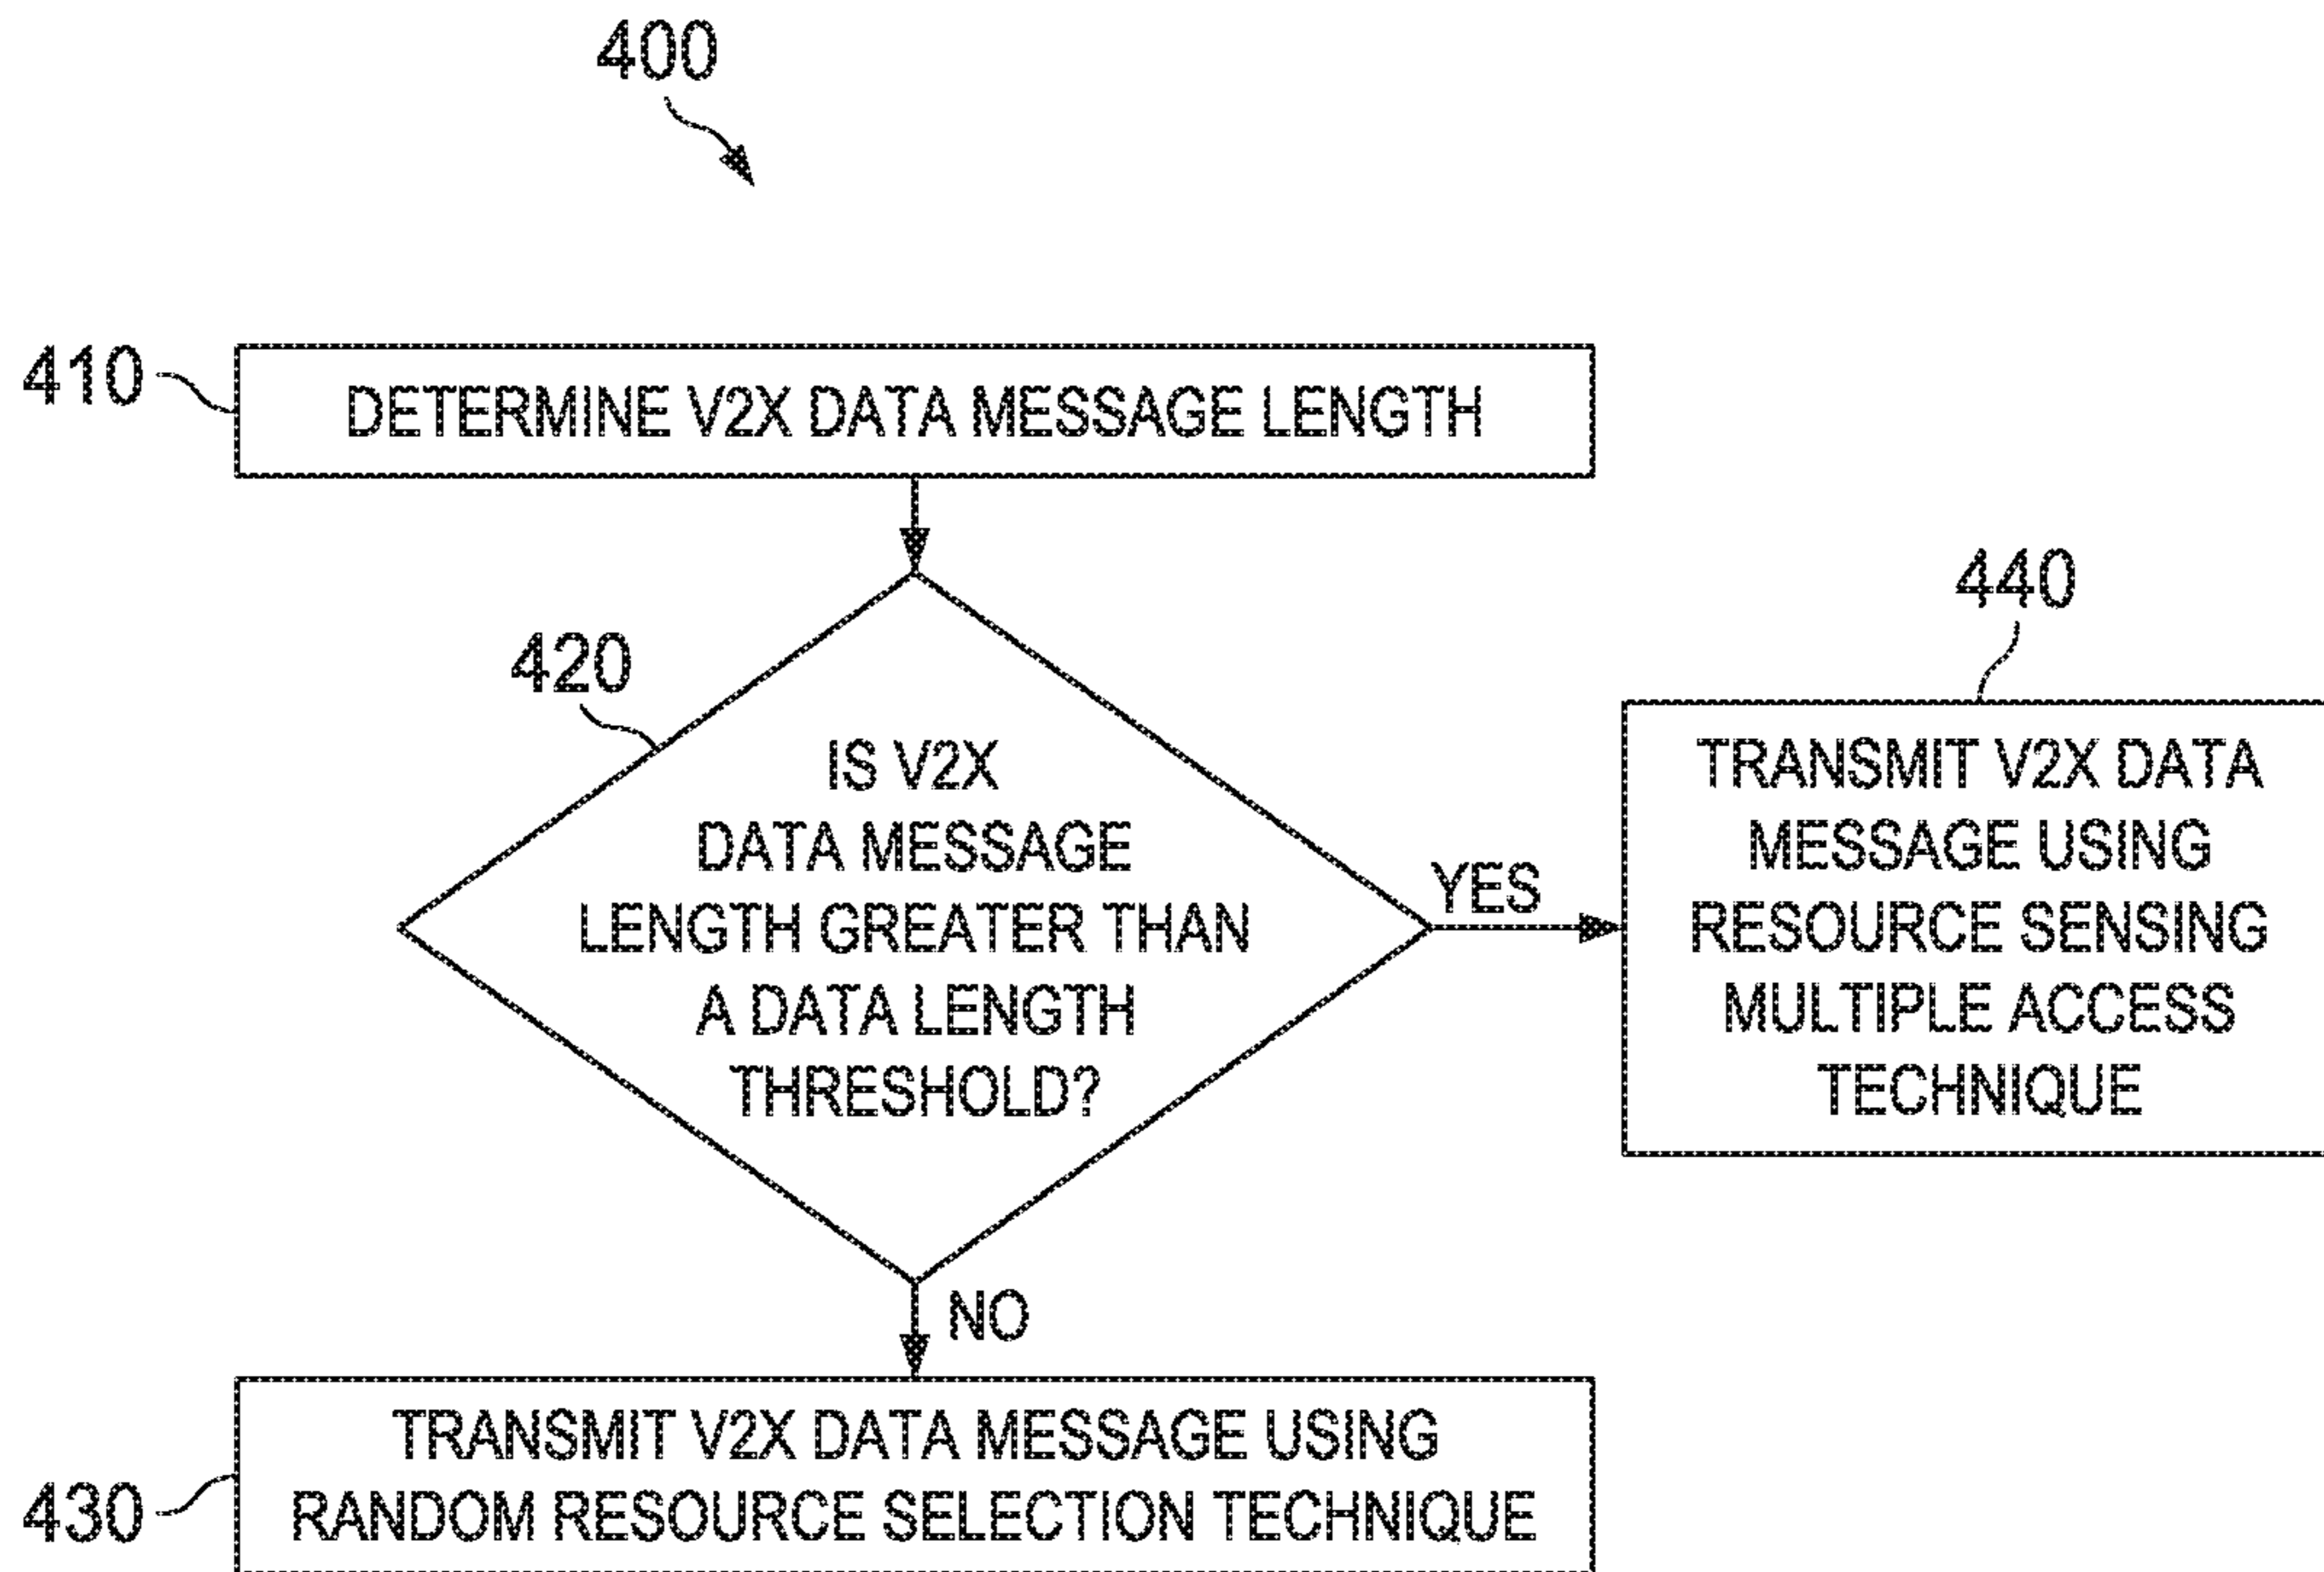 400
410
DETERMINE V2X DATA MESSAGE LENGTH
420
IS V2X
DATA MESSAGE
LENGTH GREATER THAN
A DATA LENGTH
THRESHOLD?
YES
440
TRANSMIT V2X DATA
MESSAGE USING
RESOURCE SENSING
MULTIPLE ACCESS
TECHNIQUE
NO
430
TRANSMIT V2X DATA MESSAGE USING
RANDOM RESOURCE SELECTION TECHNIQUE